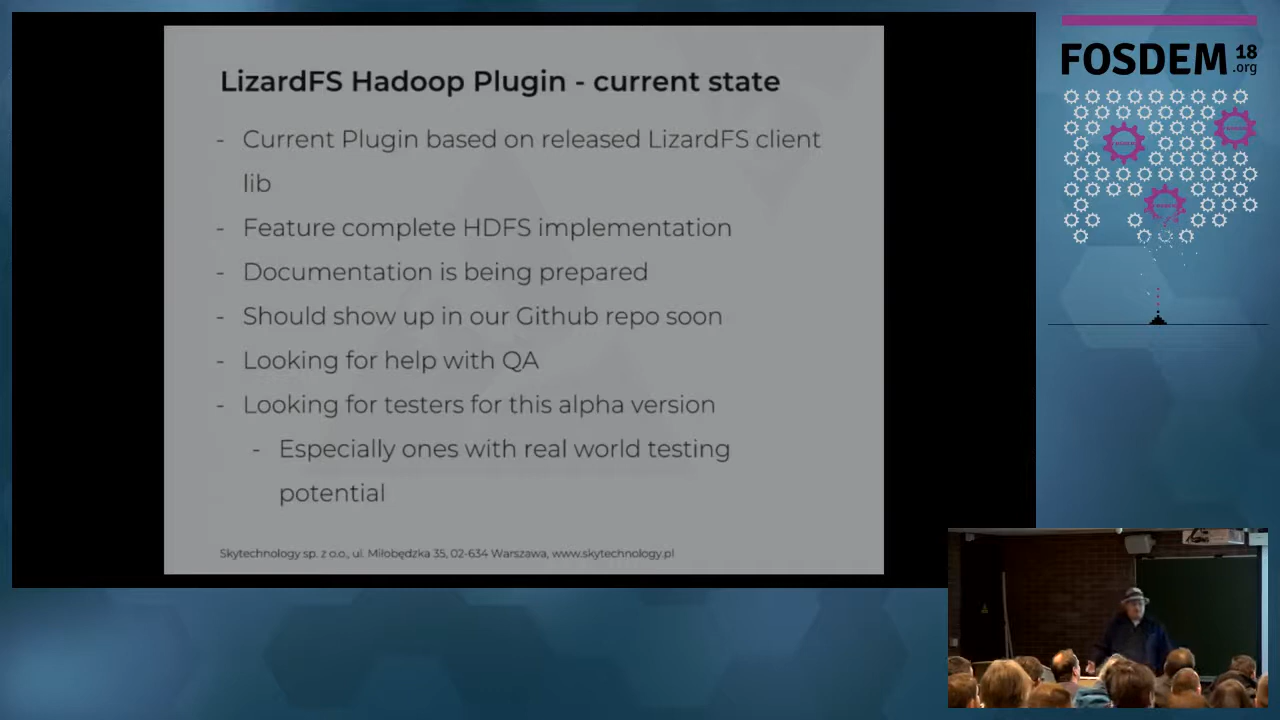 LizardFS Hadoop Plugin - current state
- Current Plugin based on released LizardFS client
lib
- Feature complete HDFS implementation
- Documentation is being prepared
- Should show up in our Github repo soon
- Looking for help with QA
- Looking for testers for this alpha version
- Especially ones with real world testing
potential
Skytechnology sp. z o.o., ul. Miłobędzka 35, 02-634 Warszawa, www.skytechnology.pl
FOSDEM 18
.org